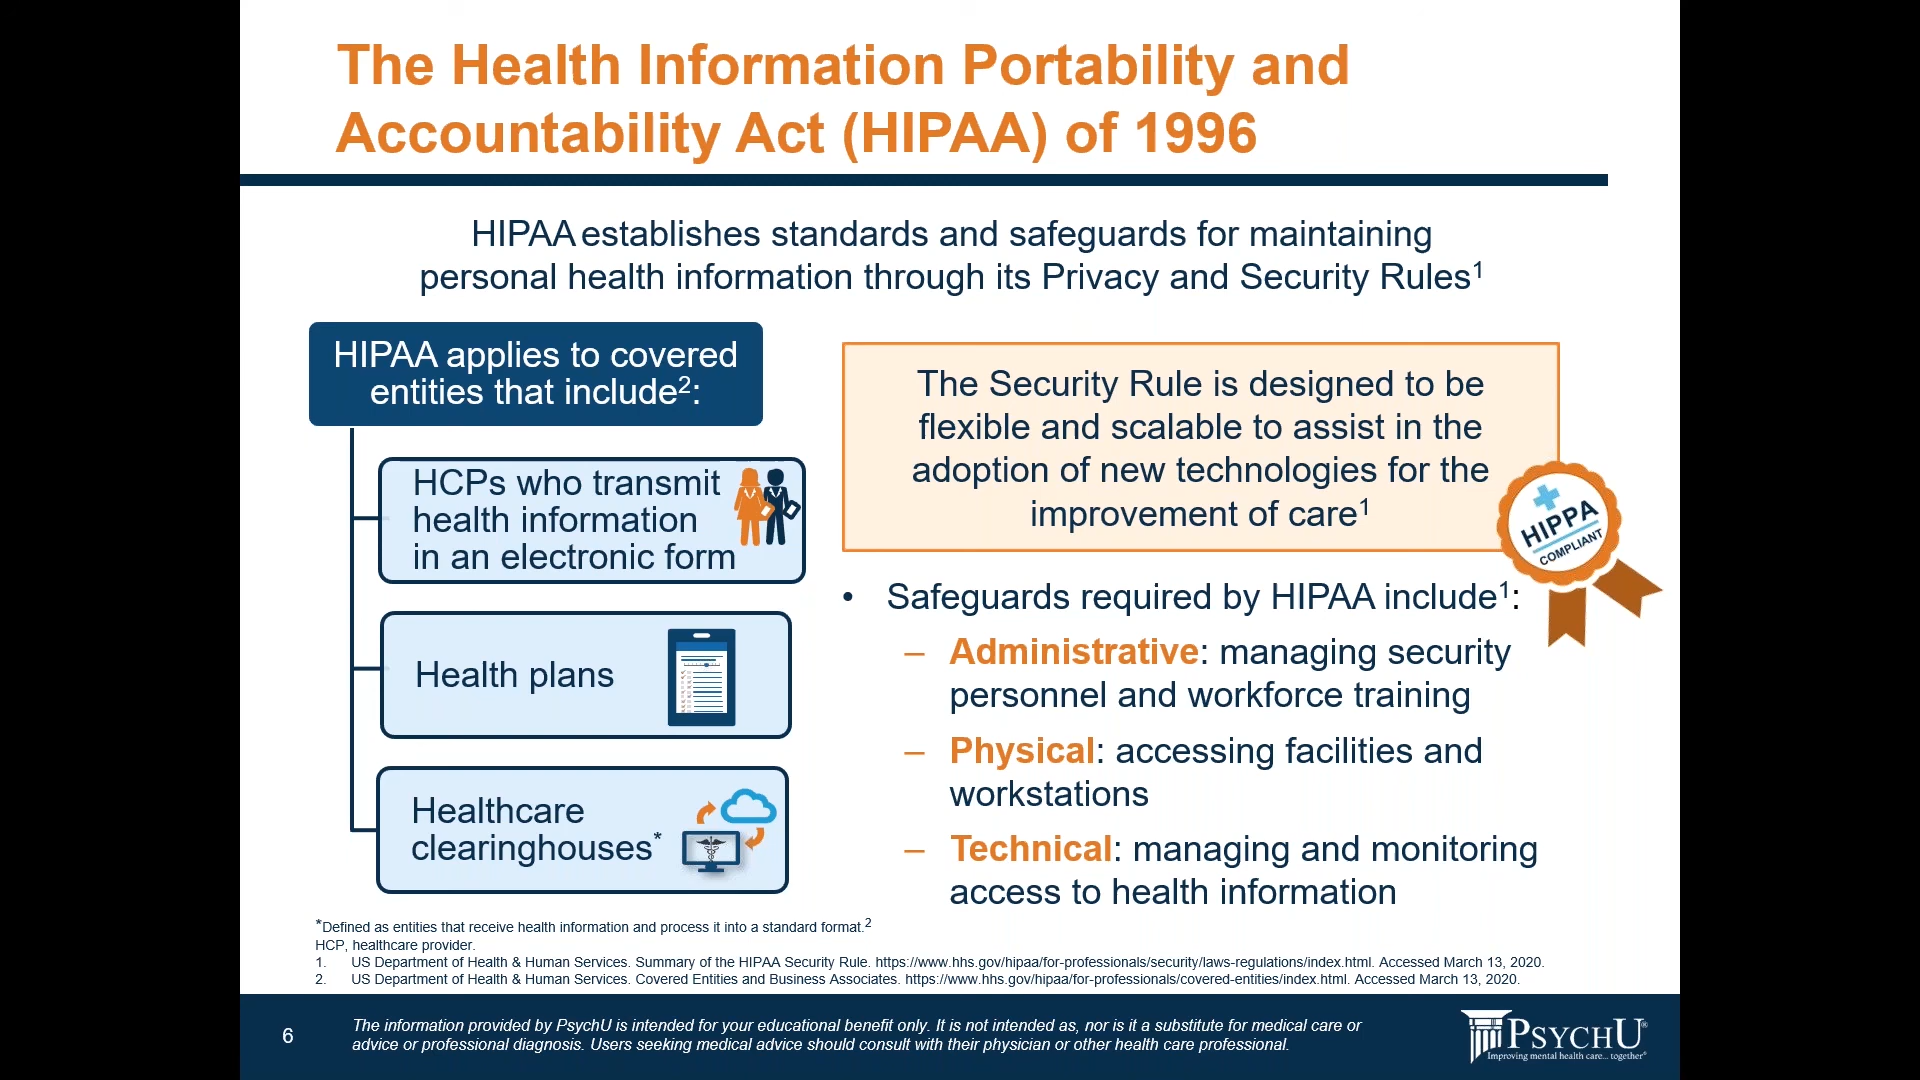 The Health Information Portability and
Accountability Act (HIPAA) of 1996
HIPAA establishes standards and safeguards for maintaining
personal health information through its Privacy and Security Rules1
HIPAA applies to covered
entities that include2:
HCPs who transmit
health information
in an electronic form
Health plans
Healthcare
clearinghouses*
The Security Rule is designed to be
flexible and scalable to assist in the
adoption of new technologies for the
improvement of care1
HIPPA
COMPLIANT
• Safeguards required by HIPAA include1:
– Administrative: managing security
personnel and workforce training
– Physical: accessing facilities and
workstations
– Technical: managing and monitoring
access to health information
*Defined as entities that receive health information and process it into a standard format.2
HCP, healthcare provider.
1. US Department of Health & Human Services. Summary of the HIPAA Security Rule. https://www.hhs.gov/hipaa/for-professionals/security/laws-regulations/index.html. Accessed March 13, 2020.
2. US Department of Health & Human Services. Covered Entities and Business Associates. https://www.hhs.gov/hipaa/for-professionals/covered-entities/index.html. Accessed March 13, 2020.
6
The information provided by PsychU is intended for your educational benefit only. It is not intended as, nor is it a substitute for medical care or
advice or professional diagnosis. Users seeking medical advice should consult with their physician or other health care professional.
PSYCHU®
Improving mental health care... together®